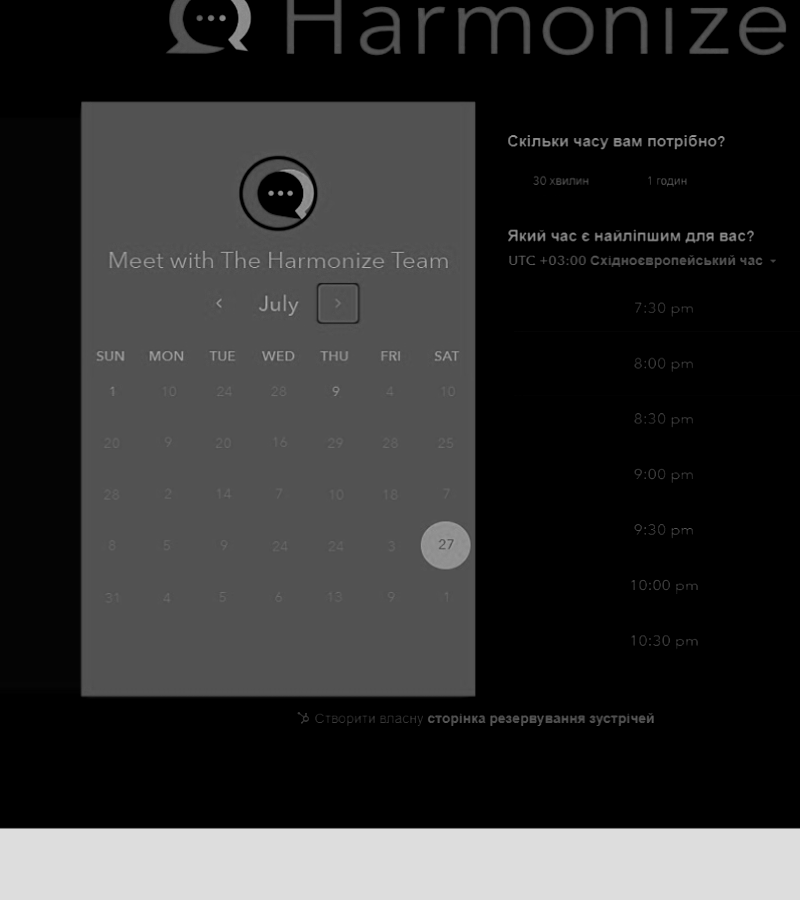 Harmonize
Meet with The Harmonize Team
July
SUN MON TUE WED THU FRI SAT
1 10 24 28 9 4 10
20 9 20 16 29 28 25
28 2 14 7 10 18 7
8 5 9 24 24 3 27
31 4 5 6 13 9 1
Скільки часу вам потрібно?
30 хвилин 1 годин
Який час є найліпшим для вас?
UTC +03:00 Східноєвропейський час
7:30 pm
8:00 pm
8:30 pm
9:00 pm
9:30 pm
10:00 pm
10:30 pm
Створити власну сторінка резервування зустрічей